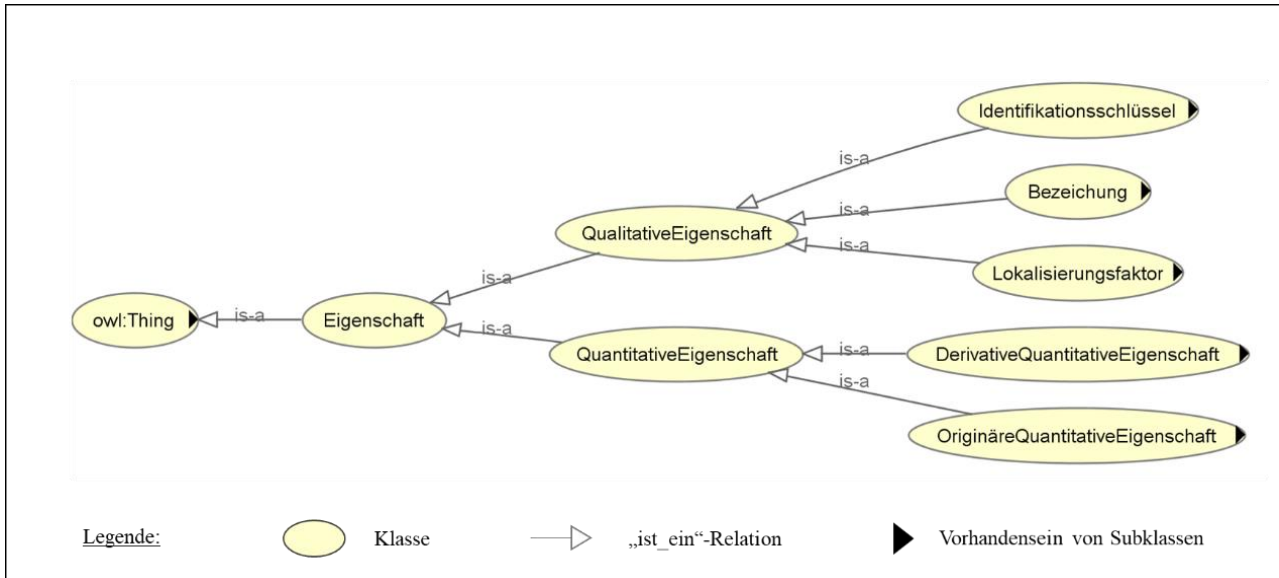 Identifikationsschlüssel
is-a
Bezeichung
is-a
QualitativeEigenschaft
is-a
Lokalisierungsfaktor
is-a
owl:Thing
is-a
Eigenschaft
is-a
QuantitativeEigenschaft
is-a
DerivativeQuantitativeEigenschaft
is-a
OriginäreQuantitativeEigenschaft
Legende:
Klasse
„ist_ein“-Relation
Vorhandensein von Subklassen